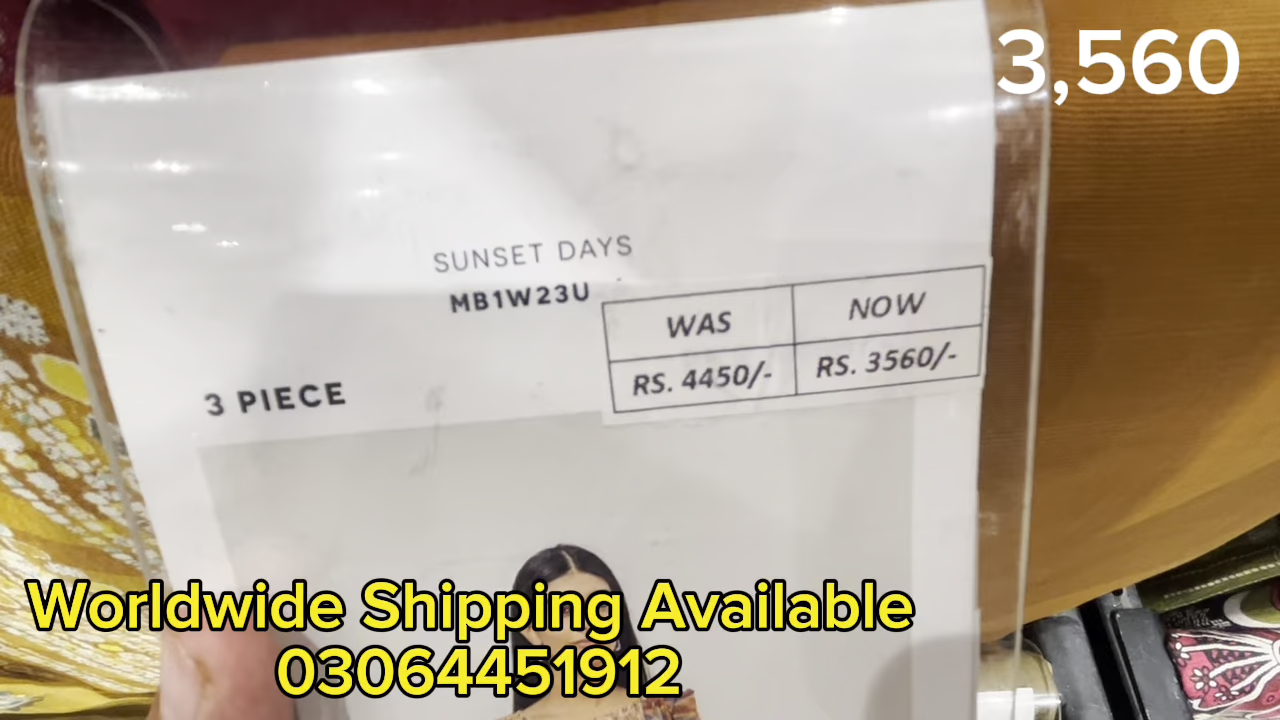 3,560
SUNSET DAYS
MB1W23U
WAS NOW
RS. 4450/- RS. 3560/-
3 PIECE
Worldwide Shipping Available
03064451912